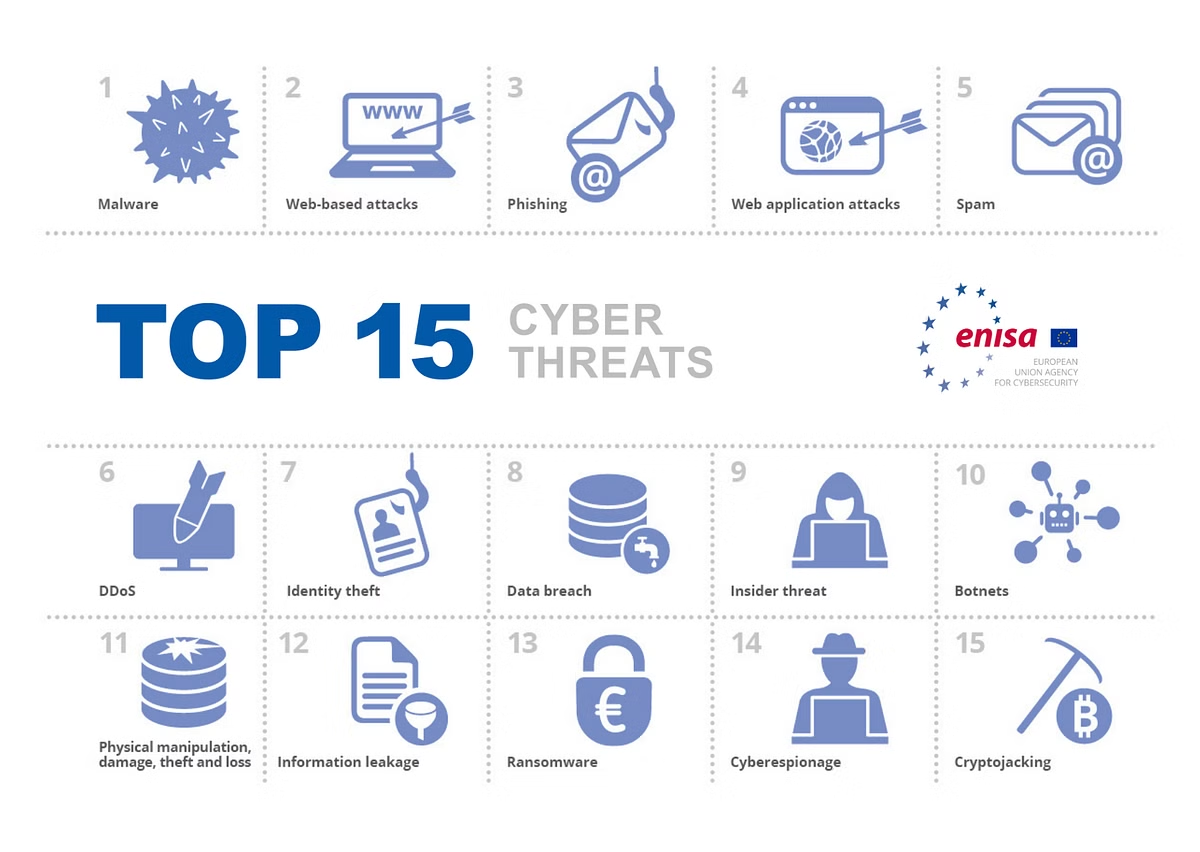 1
2
WWW
3
@
4
5
@
Malware
Web-based attacks
Phishing
Web application attacks
Spam
TOP 15
CYBER
THREATS
enisa
EUROPEAN
UNION AGENCY
FOR CYBERSECURITY
6
7
8
9
10
DDoS
Identity theft
Data breach
Insider threat
Botnets
11
12
13
€
14
15
₿
Physical manipulation,
damage, theft and loss
Information leakage
Ransomware
Cyberespionage
Cryptojacking